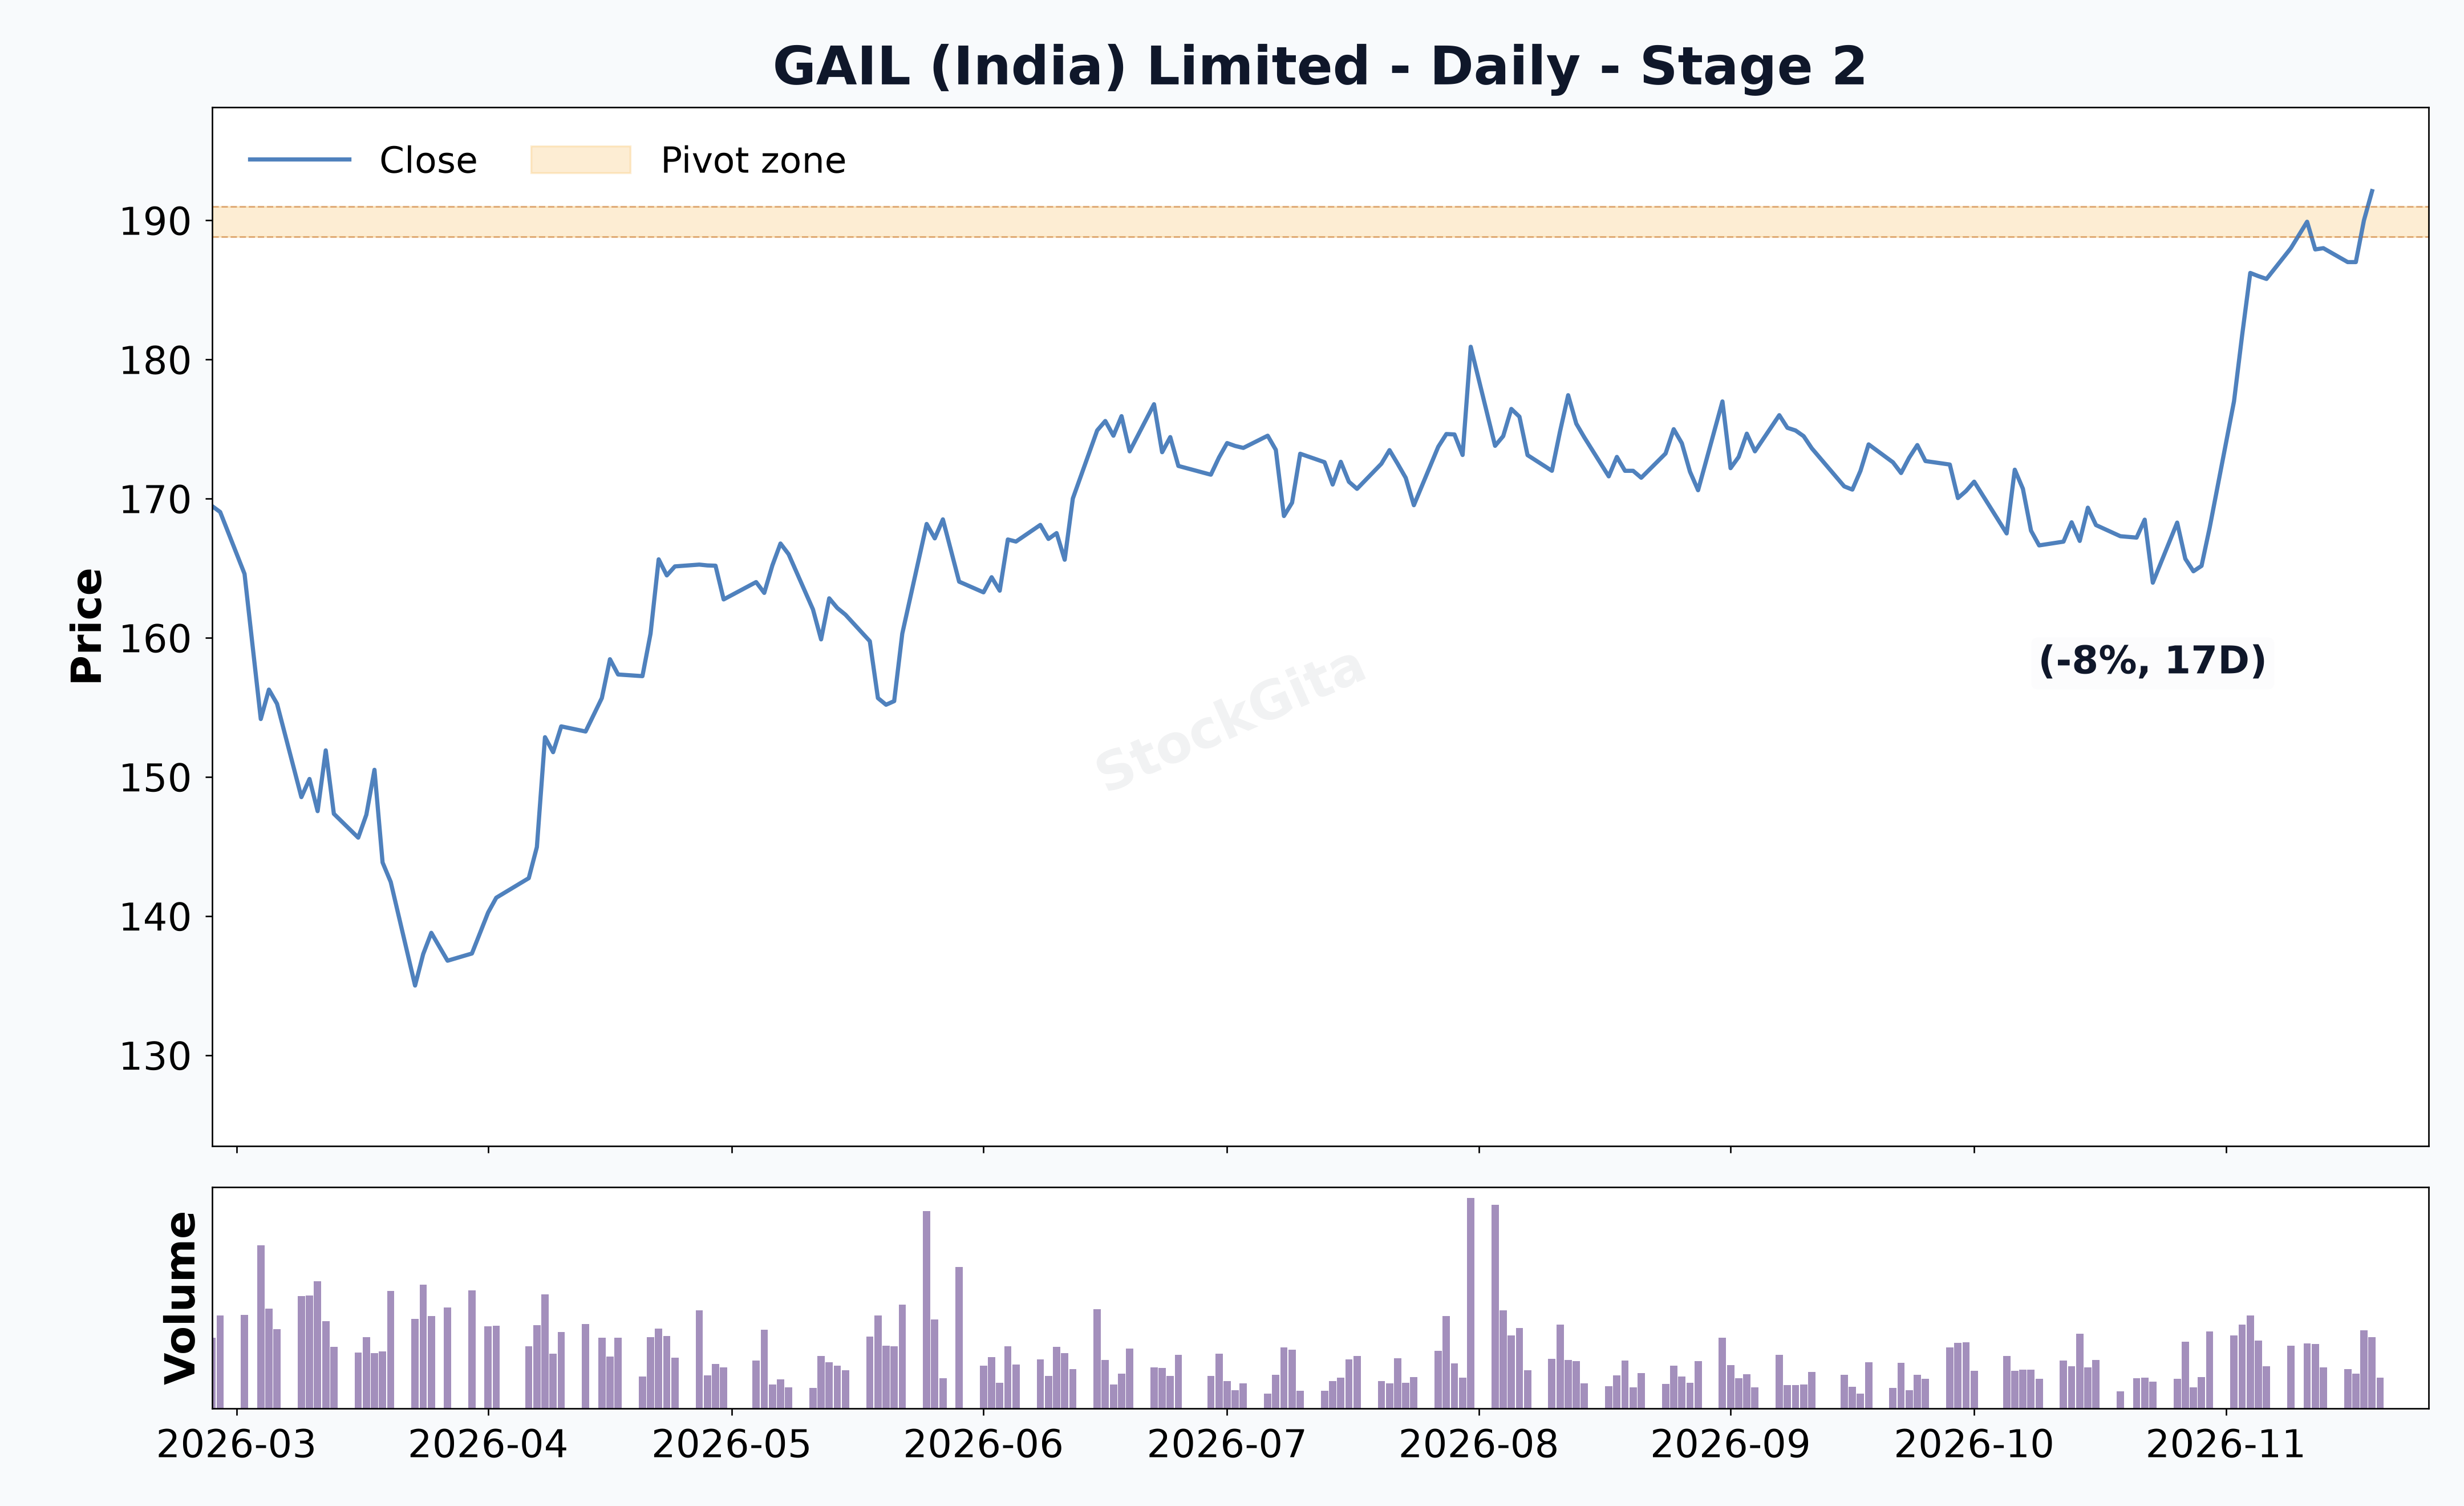 GAIL (India) Limited - Daily - Stage 2
Close
Pivot zone
190
180
170
160
150
140
130
Price
(-8%, 17D)
StockGita
Volume
2026-03
2026-04
2026-05
2026-06
2026-07
2026-08
2026-09
2026-10
2026-11